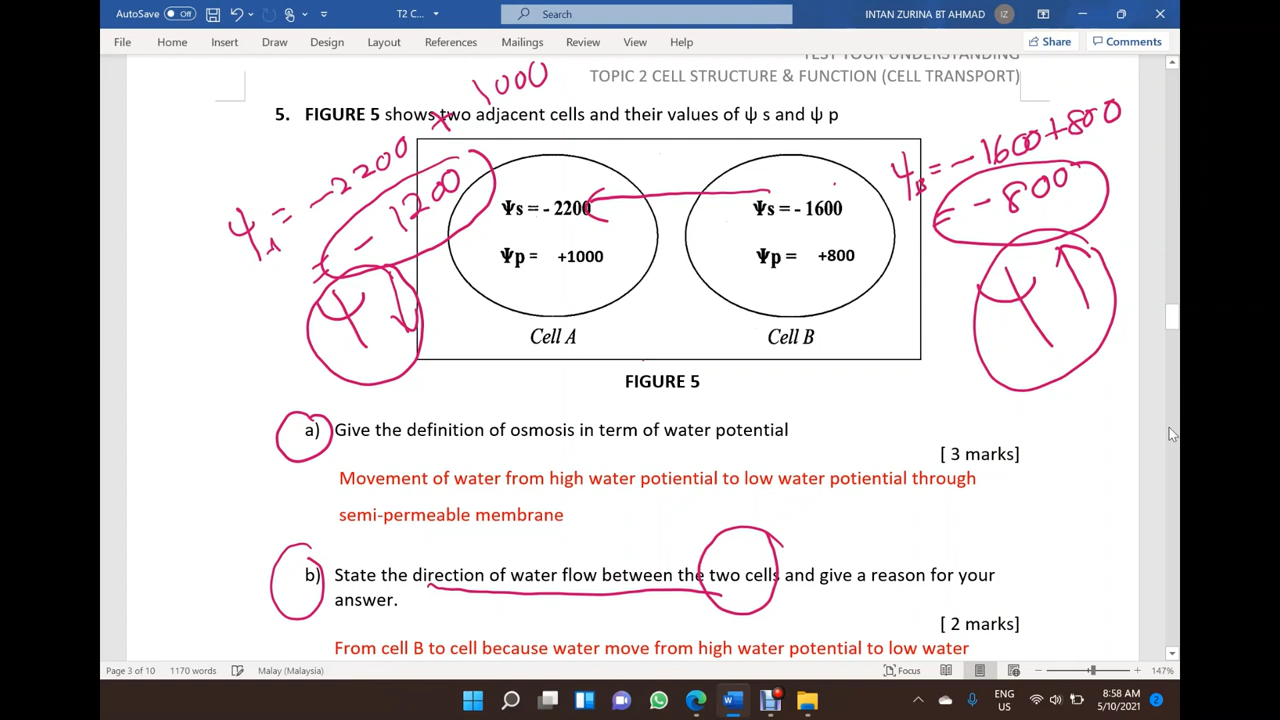 AutoSave Off T2 C... Search INTAN ZURINA BT AHMAD IZ
File Home Insert Draw Design Layout References Mailings Review View Help Share Comments
TEST YOUR UNDERSTANDING
TOPIC 2 CELL STRUCTURE & FUNCTION (CELL TRANSPORT)
5. FIGURE 5 shows two adjacent cells and their values of ψ s and ψ p
ψA = -2200 + 1000
= -1200
ψ ↓
Ψs = - 2200
Ψp = +1000
Cell A
Ψs = - 1600
Ψp = +800
Cell B
ψB = -1600+800
= -800
ψ ↑
FIGURE 5
a) Give the definition of osmosis in term of water potential
[ 3 marks]
Movement of water from high water potiential to low water potiential through
semi-permeable membrane
b) State the direction of water flow between the two cells and give a reason for your
answer.
[ 2 marks]
From cell B to cell because water move from high water potential to low water
Page 3 of 10 1170 words Malay (Malaysia) Focus 147%
ENG
US
8:58 AM
5/10/2021
2